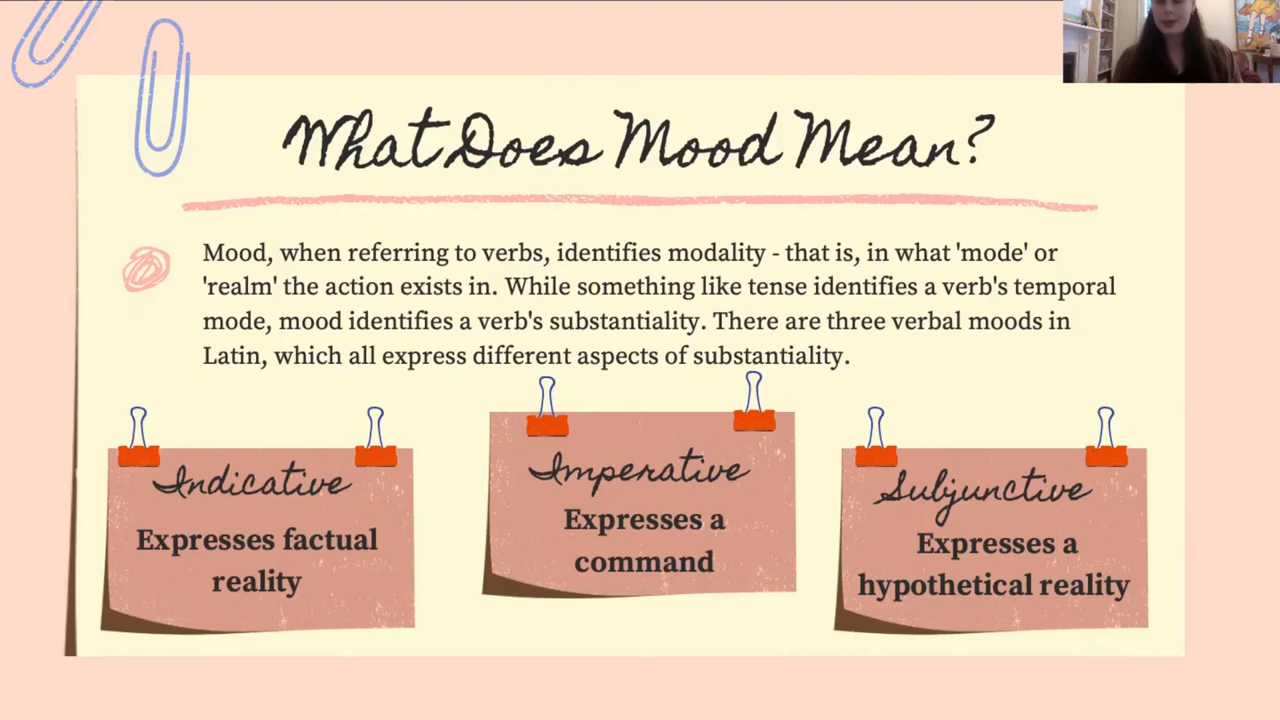 What Does Mood Mean?
Mood, when referring to verbs, identifies modality - that is, in what 'mode' or
'realm' the action exists in. While something like tense identifies a verb's temporal
mode, mood identifies a verb's substantiality. There are three verbal moods in
Latin, which all express different aspects of substantiality.
Indicative
Expresses factual
reality
Imperative
Expresses a
command
Subjunctive
Expresses a
hypothetical reality